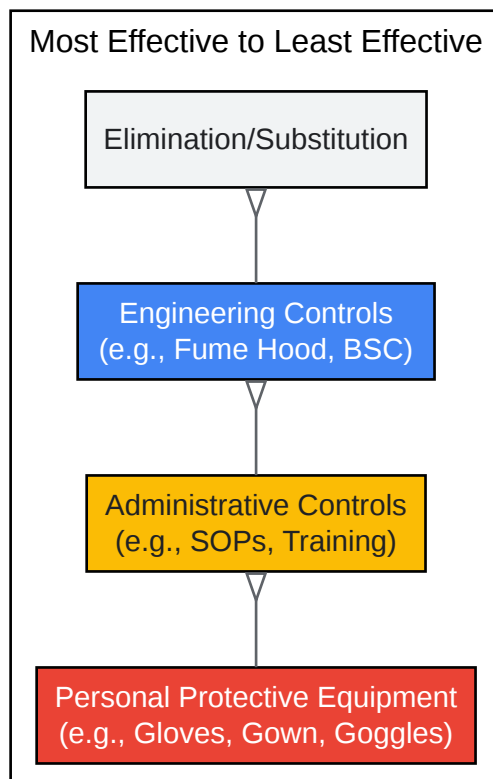 Most Effective to Least Effective
Elimination/Substitution
Engineering Controls
(e.g., Fume Hood, BSC)
Administrative Controls
(e.g., SOPs, Training)
Personal Protective Equipment
(e.g., Gloves, Gown, Goggles)